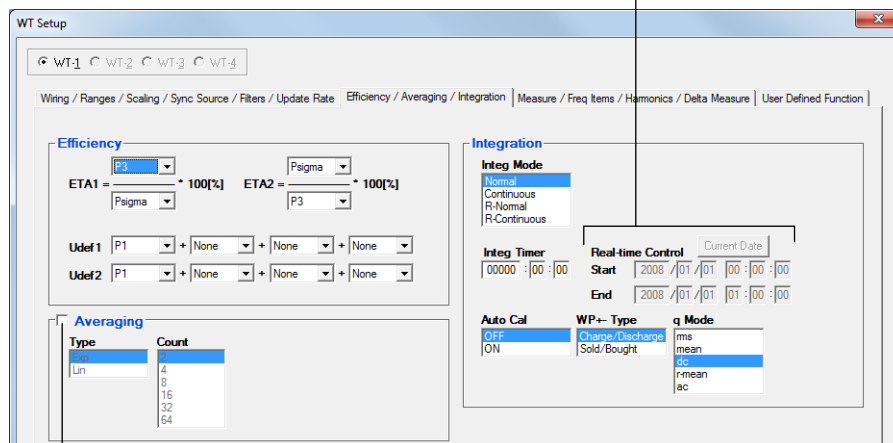 WT Setup
WT-1 WT-2 WT-3 WT-4
Wiring / Ranges / Scaling / Sync Source / Filters / Update Rate
Efficiency / Averaging / Integration
Measure / Freq Items / Harmonics / Delta Measure
User Defined Function
Efficiency
P3
ETA1 = * 100[%]
Psigma
Psigma
ETA2 = * 100[%]
P3
Udef1 P1 + None + None + None
Udef2 P1 + None + None + None
Averaging
Type
Exp
Lin
Count
2
4
8
16
32
64
Integration
Integ Mode
Normal
Continuous
R-Normal
R-Continuous
Integ Timer
00000 : 00 : 00
Real-time Control
Current Date
Start 2008 / 01 / 01 00 : 00 : 00
End 2008 / 01 / 01 01 : 00 : 00
Auto Cal
OFF
ON
WP+- Type
Charge/Discharge
Sold/Bought
q Mode
rms
mean
dc
r-mean
ac